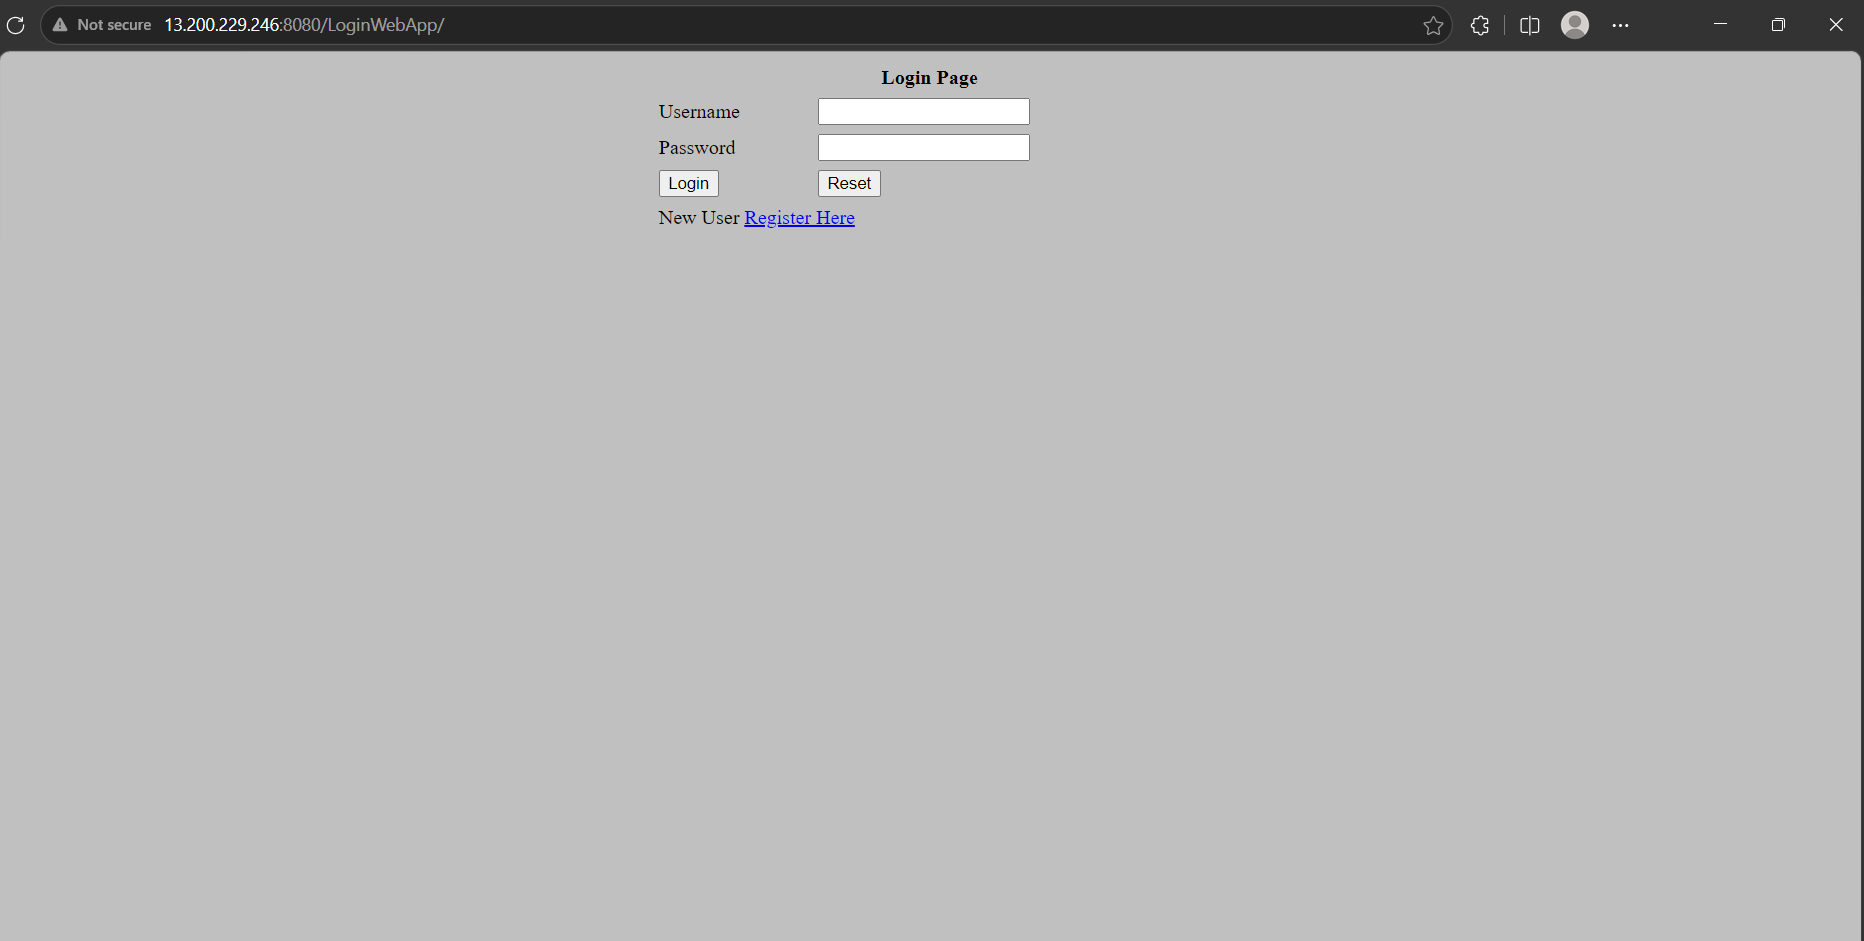 Not secure 13.200.229.246:8080/LoginWebApp/
Login Page
Username
Password
Login Reset
New User Register Here